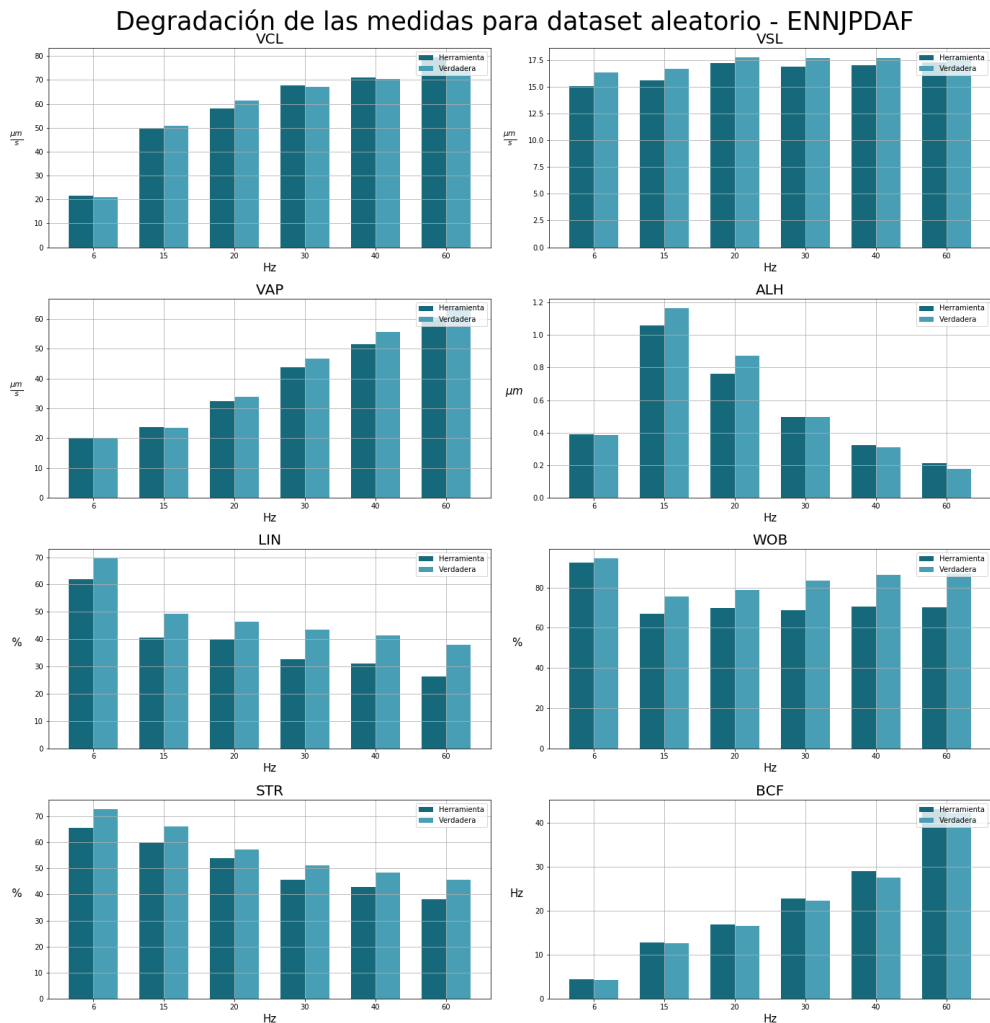 Degradación de las medidas para dataset aleatorio - ENNJPDAF
VCL
80
70
60
50
40
30
20
10
0
μm/s
6 15 20 30 40 60
Hz
Herramienta
Verdadera
VSL
17.5
15.0
12.5
10.0
7.5
5.0
2.5
0.0
μm/s
6 15 20 30 40 60
Hz
Herramienta
Verdadera
VAP
60
50
40
30
20
10
0
μm/s
6 15 20 30 40 60
Hz
Herramienta
Verdadera
ALH
1.2
1.0
0.8
0.6
0.4
0.2
0.0
μm
6 15 20 30 40 60
Hz
Herramienta
Verdadera
LIN
70
60
50
40
30
20
10
0
%
6 15 20 30 40 60
Hz
Herramienta
Verdadera
WOB
80
60
40
20
0
%
6 15 20 30 40 60
Hz
Herramienta
Verdadera
STR
70
60
50
40
30
20
10
0
%
6 15 20 30 40 60
Hz
Herramienta
Verdadera
BCF
40
30
20
10
0
Hz
6 15 20 30 40 60
Hz
Herramienta
Verdadera